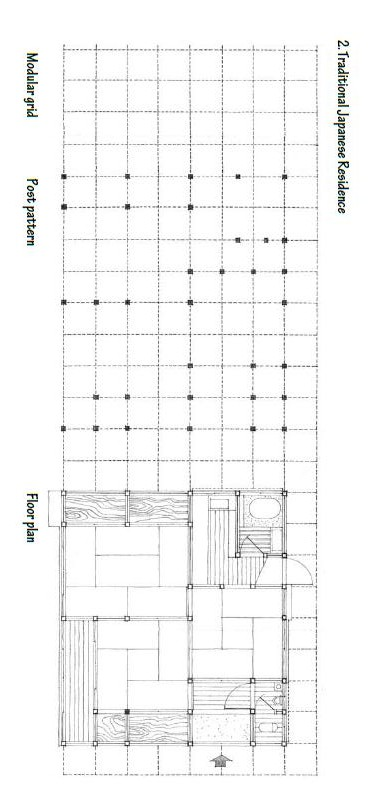 2. Traditional Japanese Residence
Modular grid
Post pattern
Floor plan